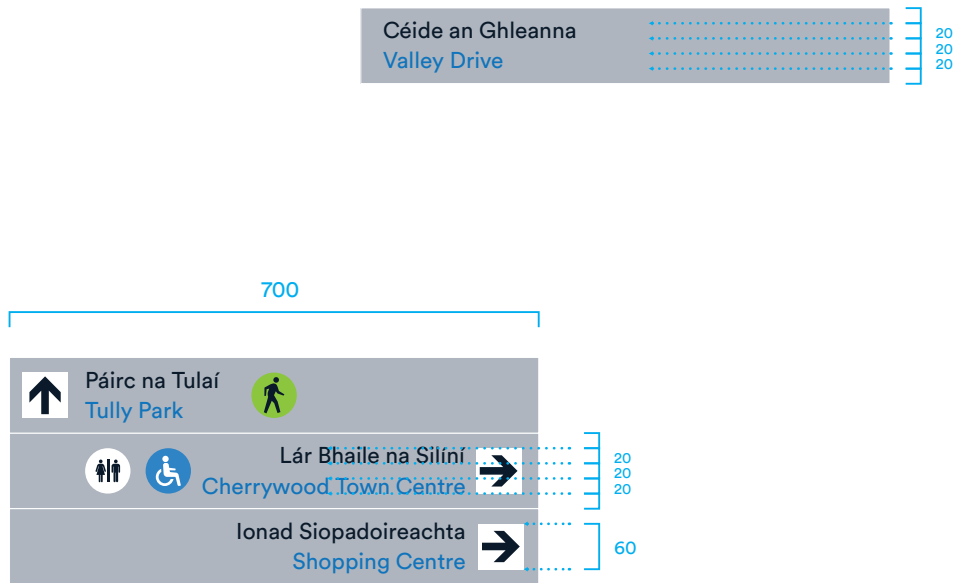 Céide an Ghleanna
Valley Drive
20
20
20
700
Páirc na Tulaí
Tully Park
Lár Bhaile na Silíní
Cherrywood Town Centre
20
20
20
Ionad Siopadoireachta
Shopping Centre
60